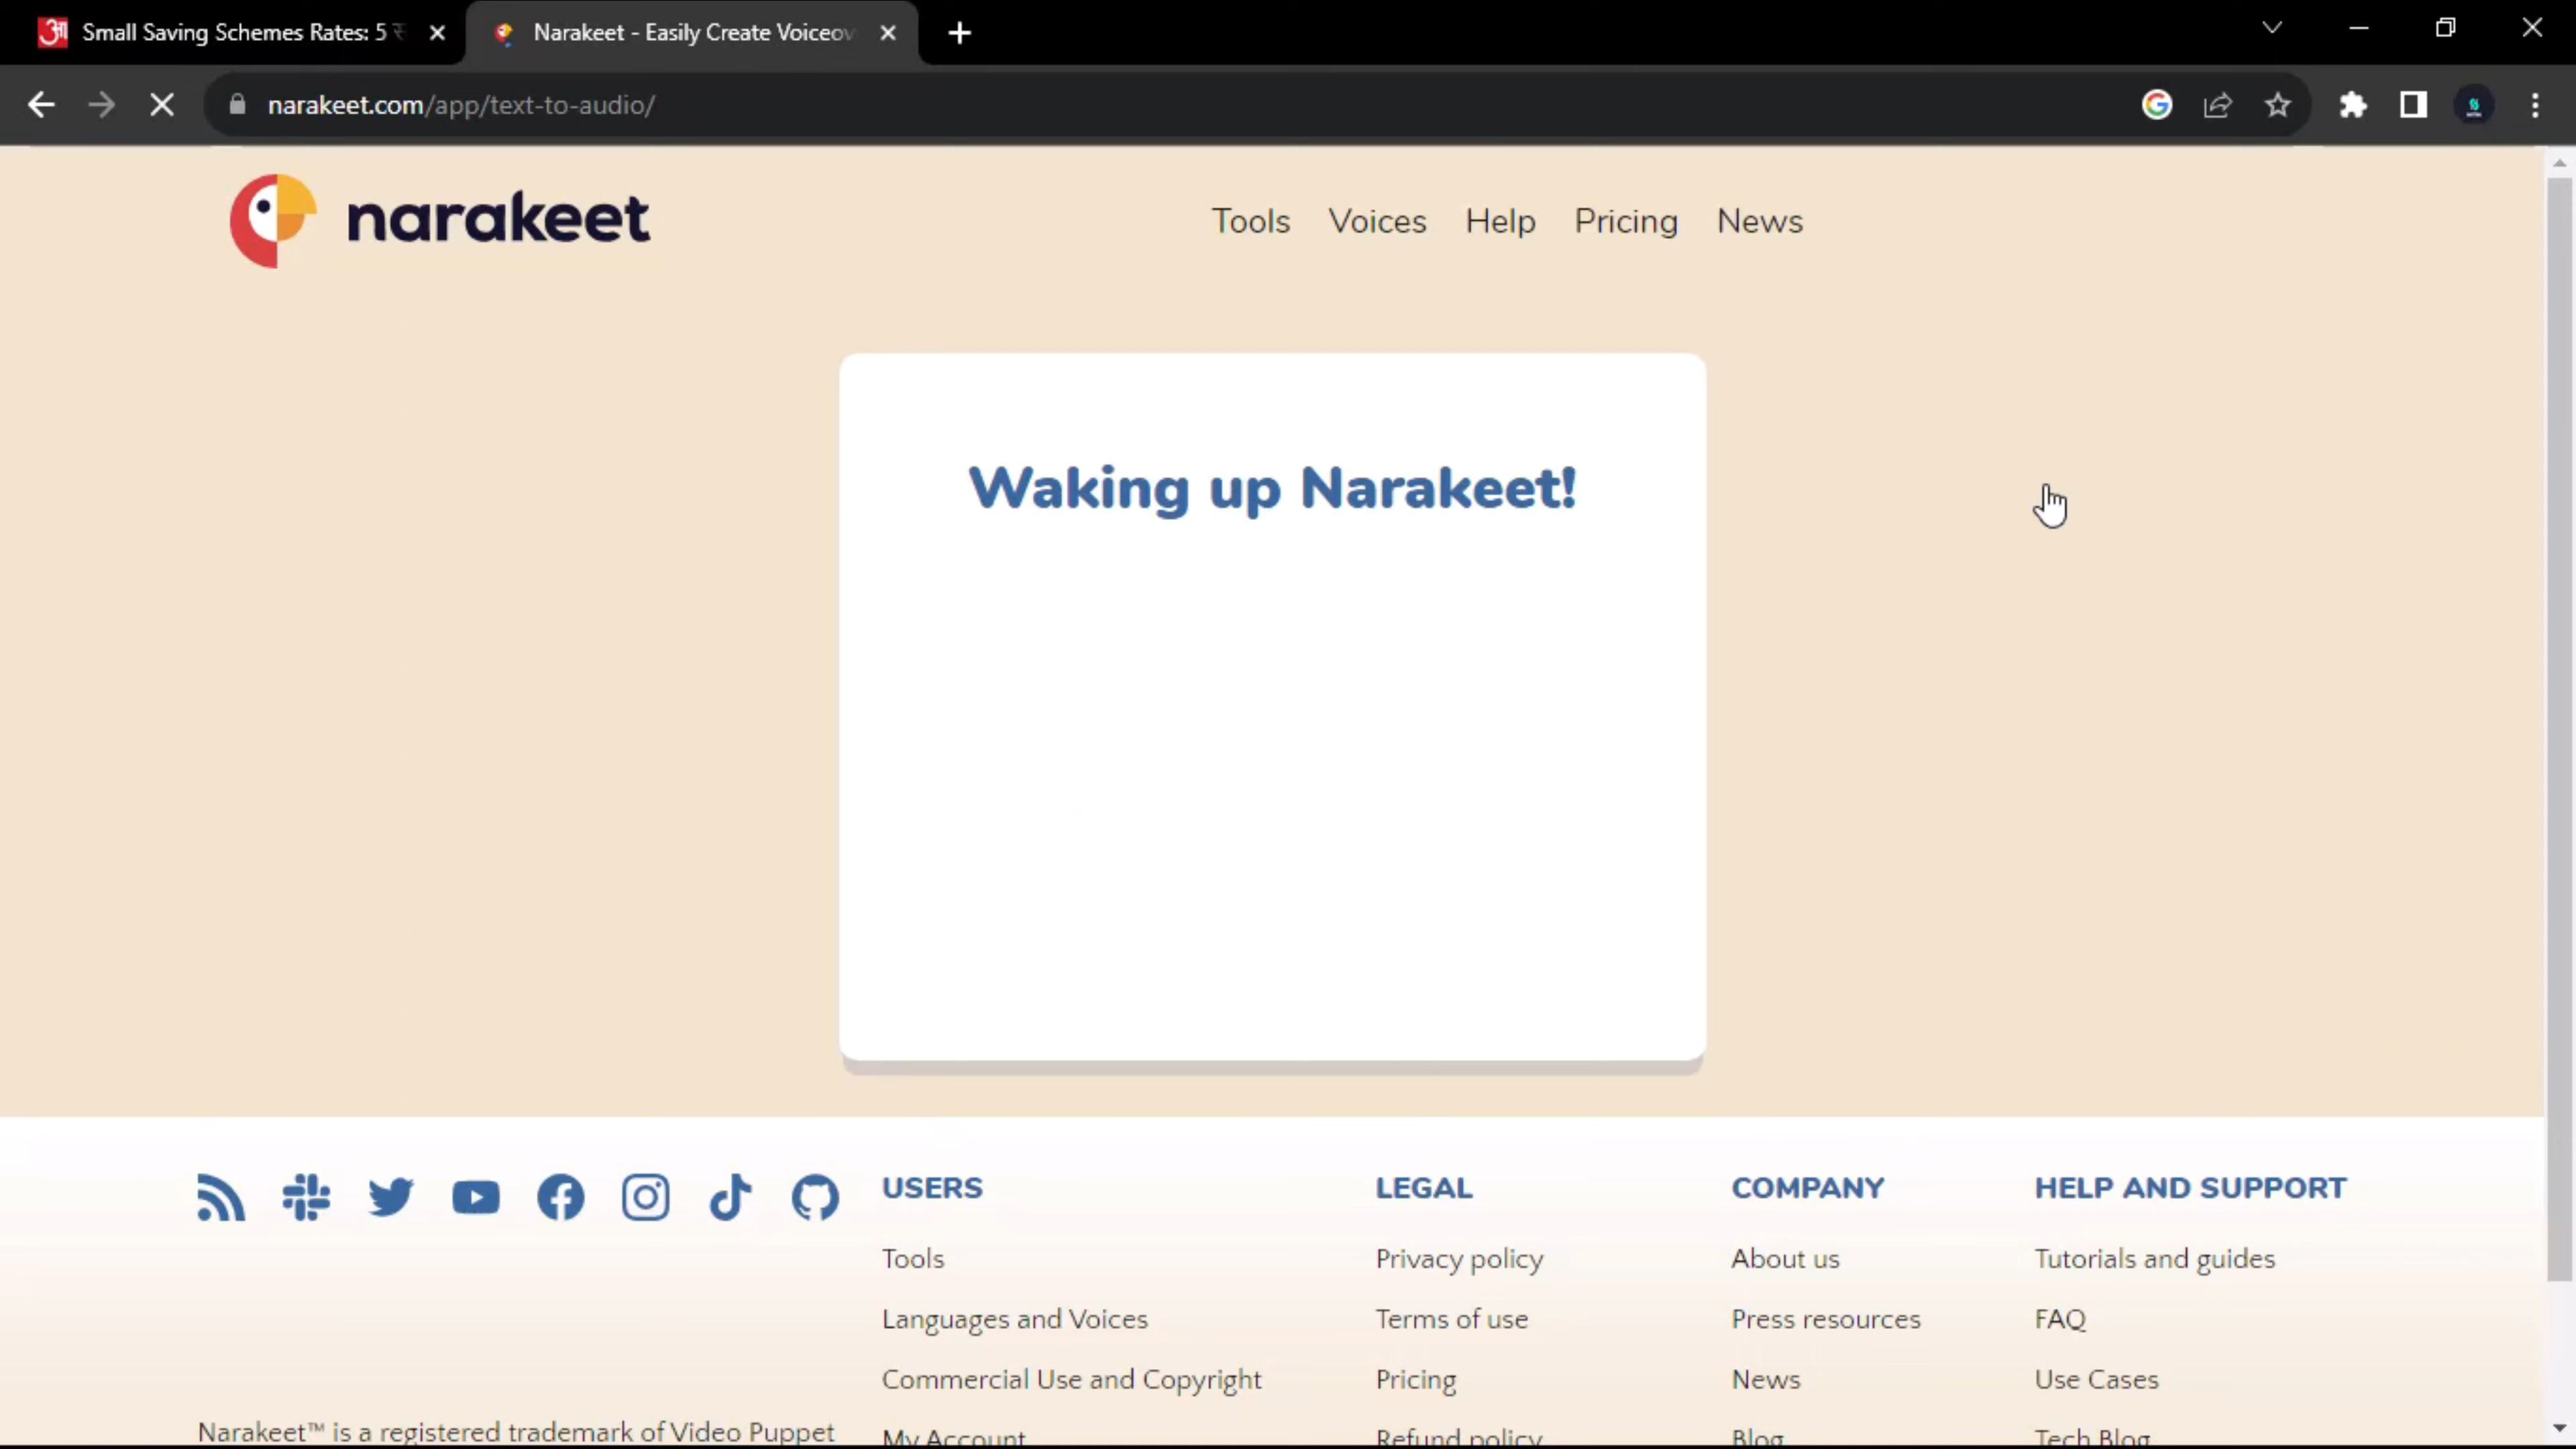 Small Saving Schemes Rates: 5
Narakeet - Easily Create Voiceov
narakeet.com/app/text-to-audio/
narakeet
Tools Voices Help Pricing News
Waking up Narakeet!
USERS LEGAL COMPANY HELP AND SUPPORT
Tools Privacy policy About us Tutorials and guides
Languages and Voices Terms of use Press resources FAQ
Commercial Use and Copyright Pricing News Use Cases
Narakeet™ is a registered trademark of Video Puppet My Account Refund policy Blog Tech Blog